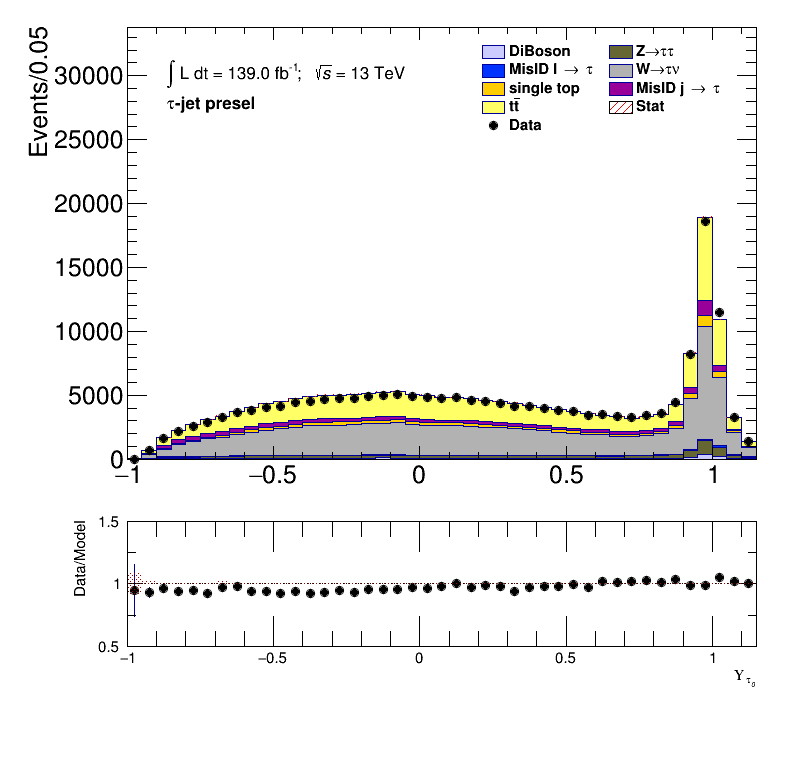 Events/0.05
30000
25000
20000
15000
10000
5000
0
∫ L dt = 139.0 fb⁻¹; √s = 13 TeV
τ-jet presel
DiBoson
MisID l → τ
single top
tt̄
Data
Z→ττ
W→τν
MisID j → τ
Stat
−1 −0.5 0 0.5 1
Data/Model
1.5
1
0.5
−1 −0.5 0 0.5 1